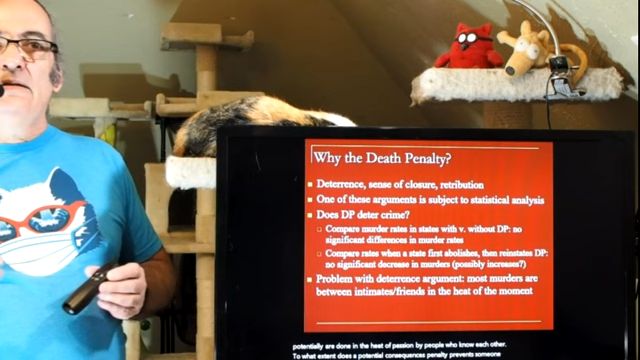 Why the Death Penalty?
Deterrence, sense of closure, retribution
One of these arguments is subject to statistical analysis
Does DP deter crime?
Compare murder rates in states with v. without DP: no
significant differences in murder rates
Compare rates when a state first abolishes, then reinstates DP:
no significant decrease in murders (possibly increases?)
Problem with deterrence argument: most murders are
between intimates/friends in the heat of the moment
potentially are done in the heat of passion by people who know each other.
To what extent does a potential consequences penalty prevents someone